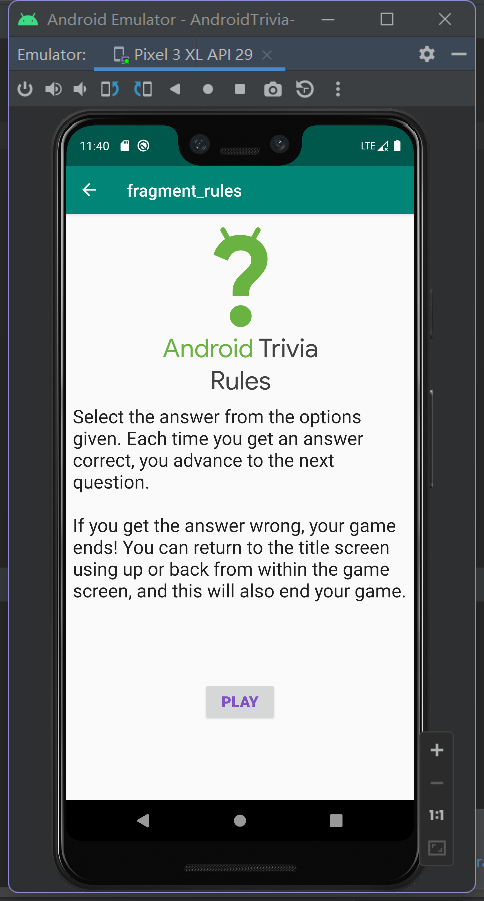 Android Emulator - AndroidTrivia-
Emulator:
Pixel 3 XL API 29
11:40
LTE
fragment_rules
Android Trivia
Rules
Select the answer from the options
given. Each time you get an answer
correct, you advance to the next
question.
If you get the answer wrong, your game
ends! You can return to the title screen
using up or back from within the game
screen, and this will also end your game.
PLAY
1:1